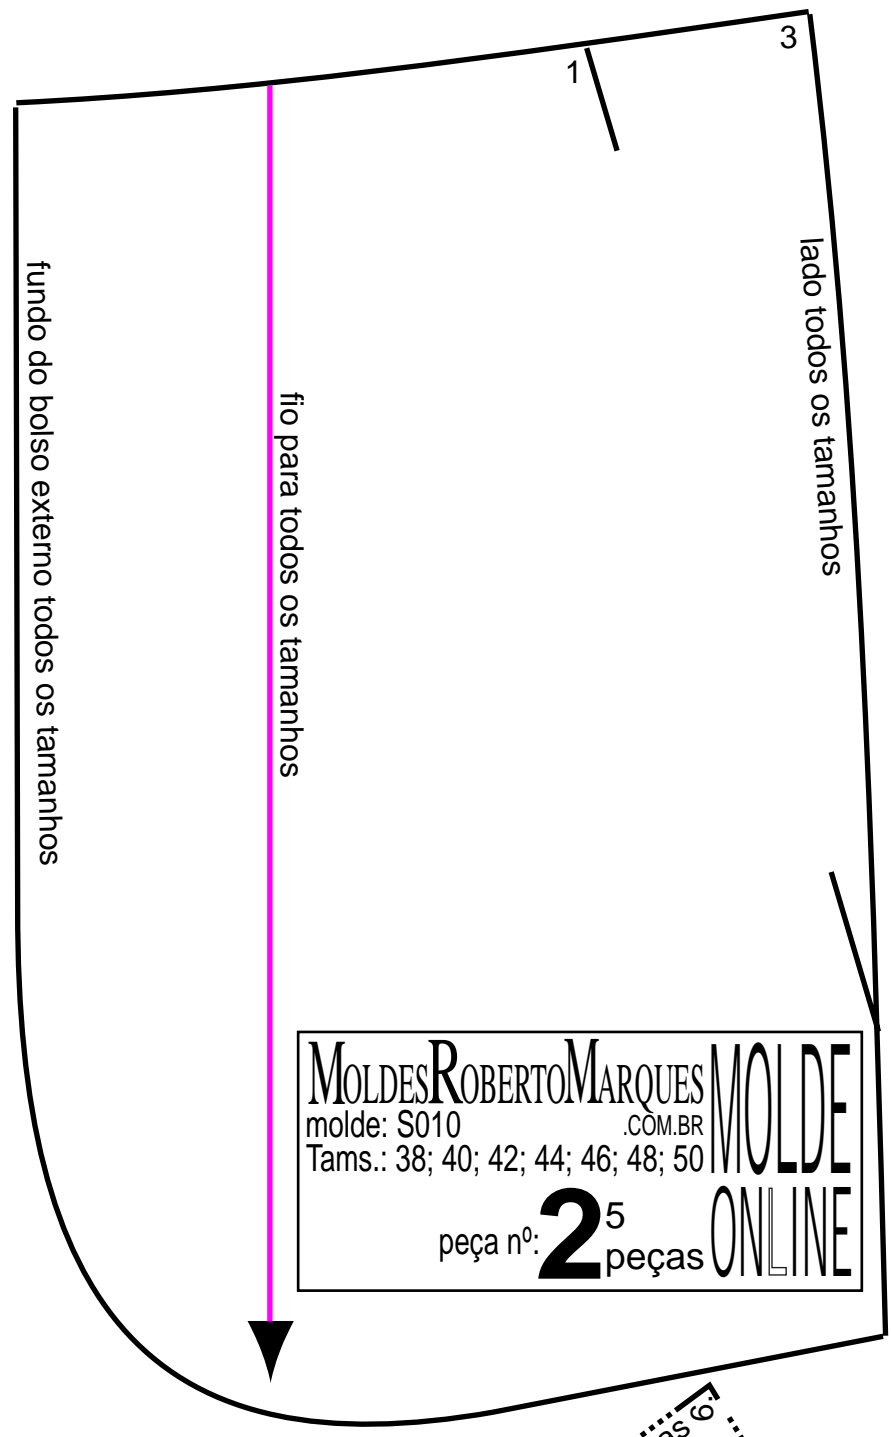 3
1
lado todos os tamanhos
fundo do bolso externo todos os tamanhos
fio para todos os tamanhos
MOLDESROBERTOMARQUES
.COM.BR
molde: S010
Tams.: 38; 40; 42; 44; 46; 48; 50
peça nº: 2
5
peças
MOLDE
ONLINE